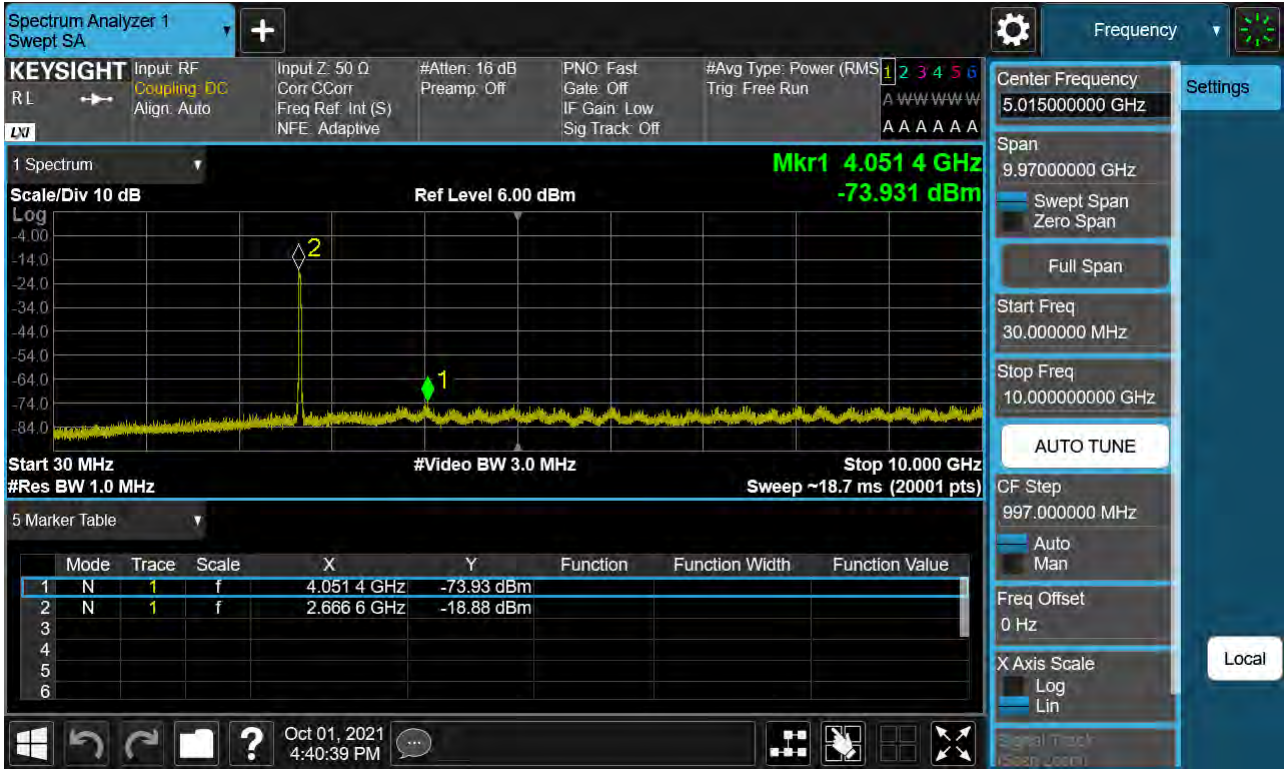 Spectrum Analyzer 1
Swept SA
+
Frequency
KEYSIGHT
RL
LXI
Input: RF
Coupling: DC
Align: Auto
Input Z: 50 Ω
Corr CCorr
Freq Ref: Int (S)
NFE: Adaptive
#Atten: 16 dB
Preamp: Off
PNO: Fast
Gate: Off
IF Gain: Low
Sig Track: Off
#Avg Type: Power (RMS
Trig: Free Run
1 2 3 4 5 6
A W W W W W
A A A A A A
Center Frequency
5.015000000 GHz
Settings
1 Spectrum
Mkr1 4.051 4 GHz
-73.931 dBm
Scale/Div 10 dB
Ref Level 6.00 dBm
Log
-4.00
-14.0
-24.0
-34.0
-44.0
-54.0
-64.0
-74.0
-84.0
2
1
Start 30 MHz
#Video BW 3.0 MHz
Stop 10.000 GHz
#Res BW 1.0 MHz
Sweep ~18.7 ms (20001 pts)
Span
9.97000000 GHz
Swept Span
Zero Span
Full Span
Start Freq
30.000000 MHz
Stop Freq
10.000000000 GHz
AUTO TUNE
CF Step
997.000000 MHz
Auto
Man
Freq Offset
0 Hz
X Axis Scale
Log
Lin
Signal Track
(Span Zoom)
Local
5 Marker Table
Mode Trace Scale X Y Function Function Width Function Value
1 N 1 f 4.051 4 GHz -73.93 dBm
2 N 1 f 2.666 6 GHz -18.88 dBm
3
4
5
6
?
Oct 01, 2021
4:40:39 PM